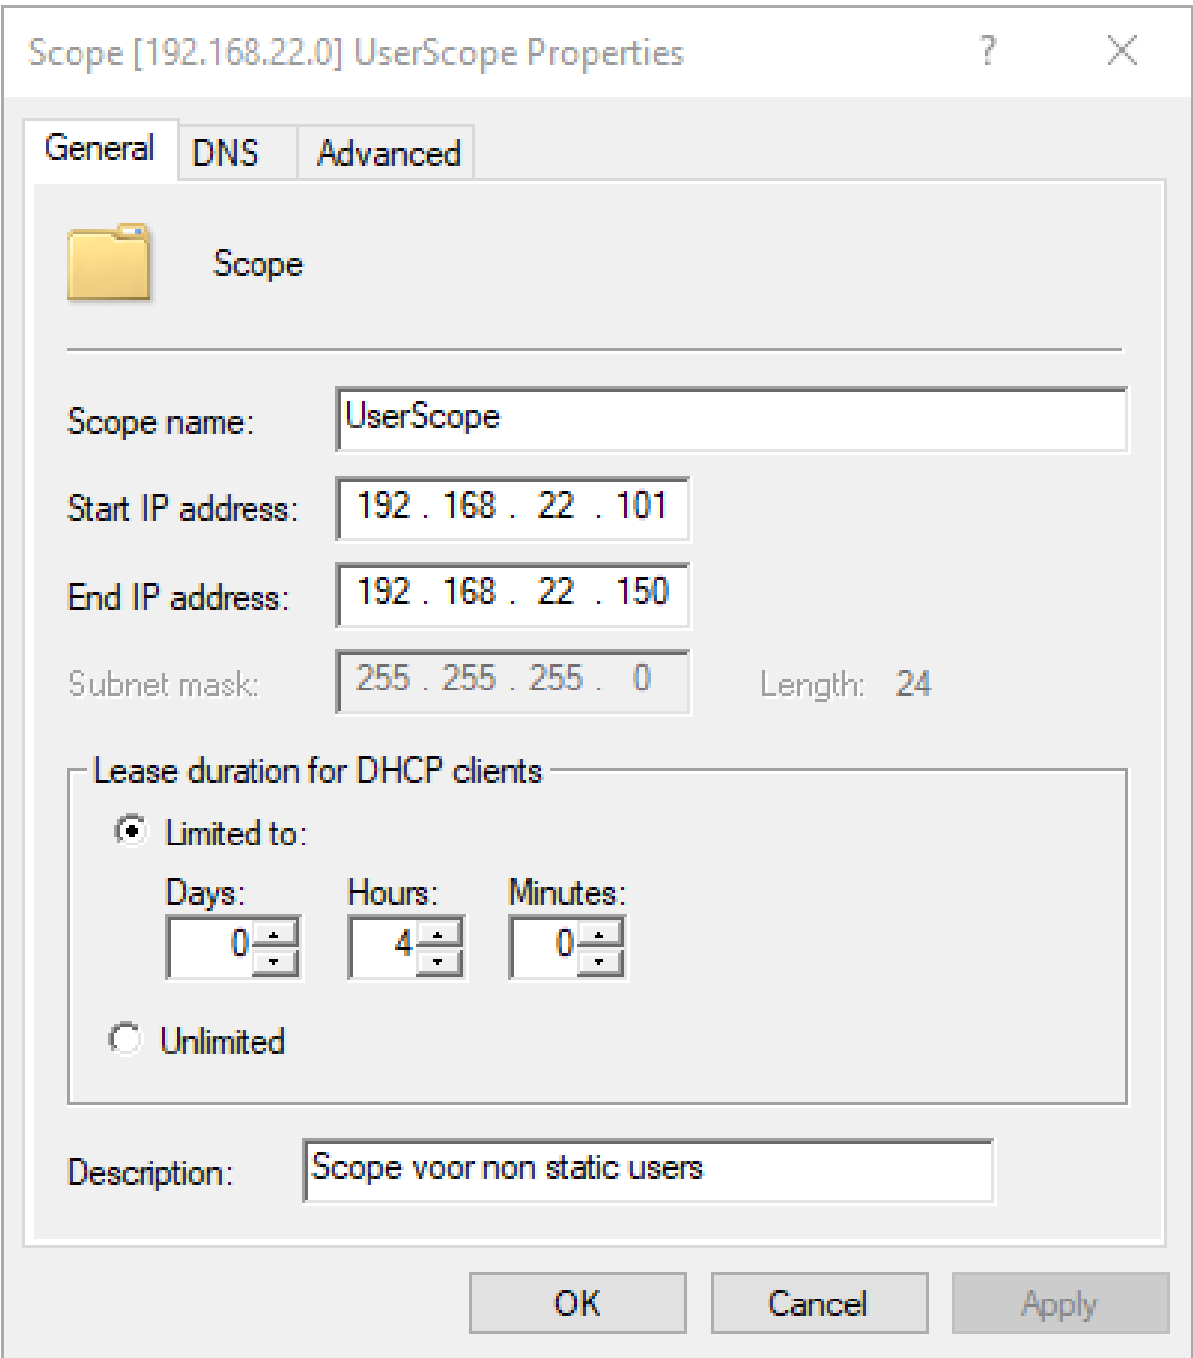 Scope [192.168.22.0] UserScope Properties ?
General DNS Advanced
Scope
Scope name: UserScope
Start IP address: 192 . 168 . 22 . 101
End IP address: 192 . 168 . 22 . 150
Subnet mask: 255 . 255 . 255 . 0 Length: 24
Lease duration for DHCP clients
Limited to:
Days: Hours: Minutes:
0 4 0
Unlimited
Description: Scope voor non static users
OK Cancel Apply